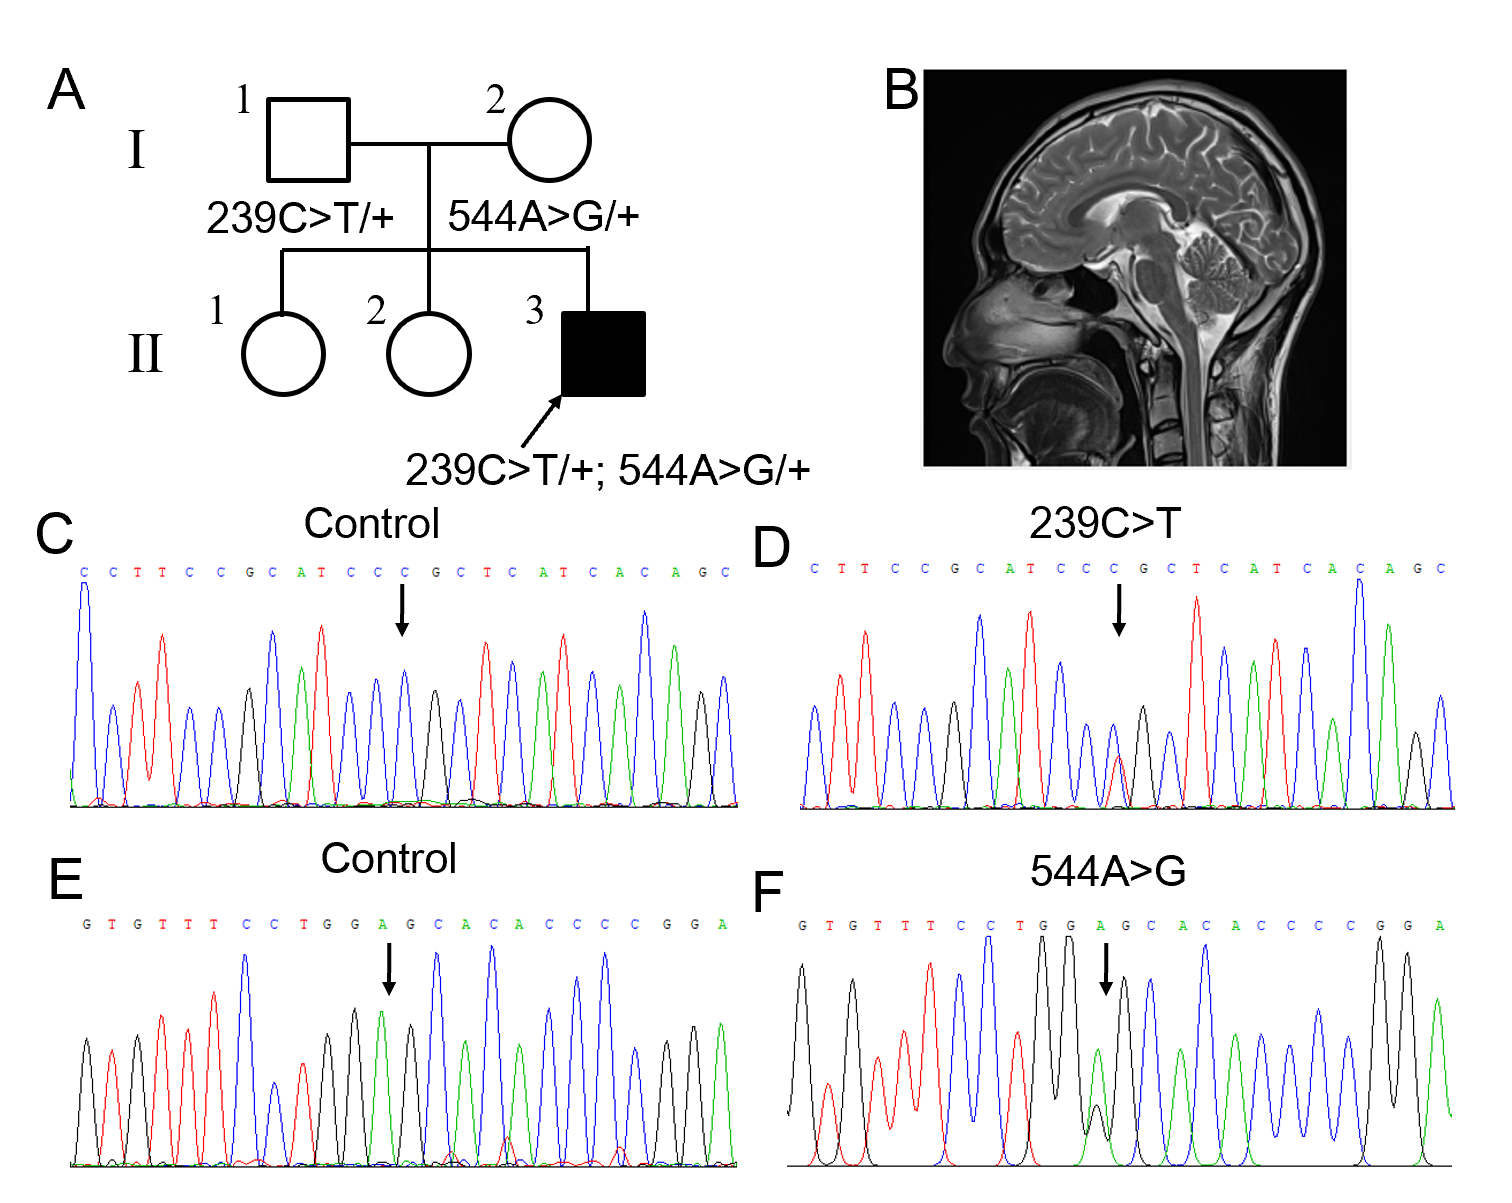 A
B
1
2
I
239C>T/+
544A>G/+
1
2
3
II
239C>T/+; 544A>G/+
C
Control
D
239C>T
C C T T C C G C A T C C C G C T C A T C A C A G C
C T T C C G C A T C C C G C T C A T C A C A G C
E
Control
F
544A>G
G T G T T T C C T G G A G C A C A C C C C G G A
G T G T T T C C T G G A G C A C A C C C C G G A